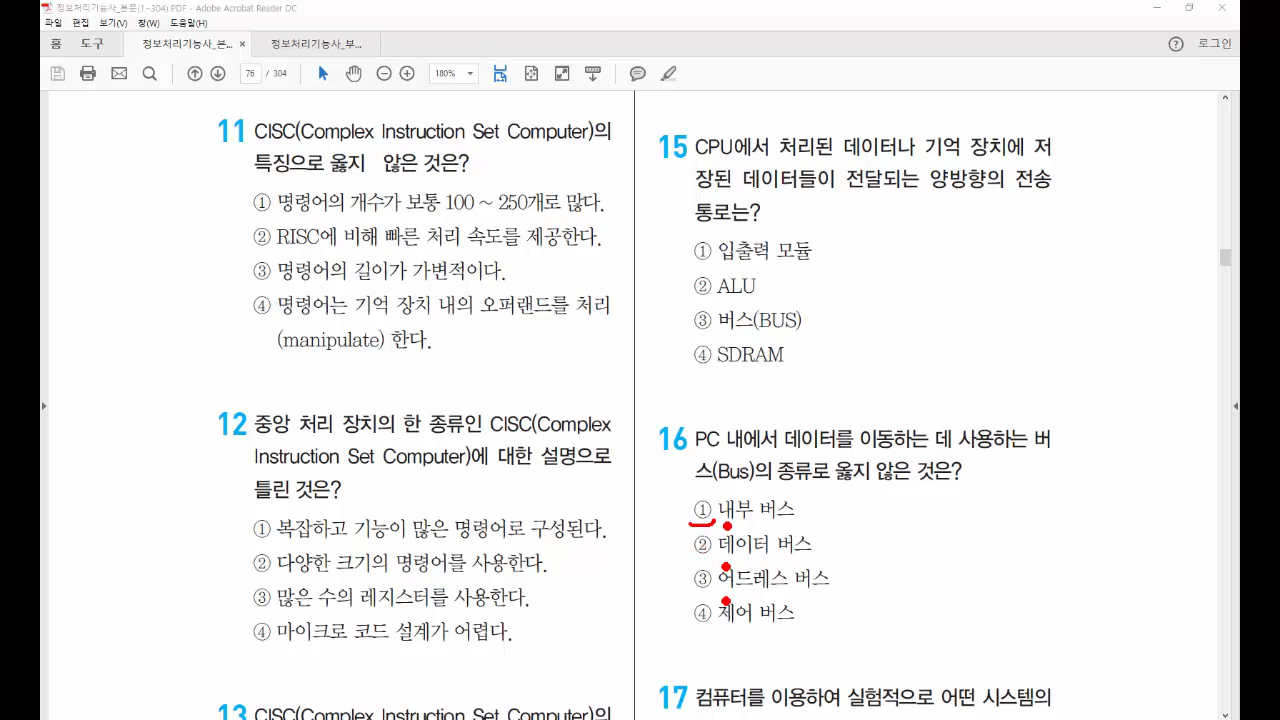 정보처리기능사_본문(1~304).PDF - Adobe Acrobat Reader DC
파일 편집 보기(V) 창(W) 도움말(H)
홈 도구 정보처리기능사_본... × 정보처리기능사_부... 로그인
76 / 304 180%
11 CISC(Complex Instruction Set Computer)의
특징으로 옳지 않은 것은?
① 명령어의 개수가 보통 100 ~ 250개로 많다.
② RISC에 비해 빠른 처리 속도를 제공한다.
③ 명령어의 길이가 가변적이다.
④ 명령어는 기억 장치 내의 오퍼랜드를 처리
(manipulate) 한다.
12 중앙 처리 장치의 한 종류인 CISC(Complex
Instruction Set Computer)에 대한 설명으로
틀린 것은?
① 복잡하고 기능이 많은 명령어로 구성된다.
② 다양한 크기의 명령어를 사용한다.
③ 많은 수의 레지스터를 사용한다.
④ 마이크로 코드 설계가 어렵다.
13 CISC(Complex Instruction Set Computer)의
15 CPU에서 처리된 데이터나 기억 장치에 저
장된 데이터들이 전달되는 양방향의 전송
통로는?
① 입출력 모듈
② ALU
③ 버스(BUS)
④ SDRAM
16 PC 내에서 데이터를 이동하는 데 사용하는 버
스(Bus)의 종류로 옳지 않은 것은?
① 내부 버스
② 데이터 버스
③ 어드레스 버스
④ 제어 버스
17 컴퓨터를 이용하여 실험적으로 어떤 시스템의